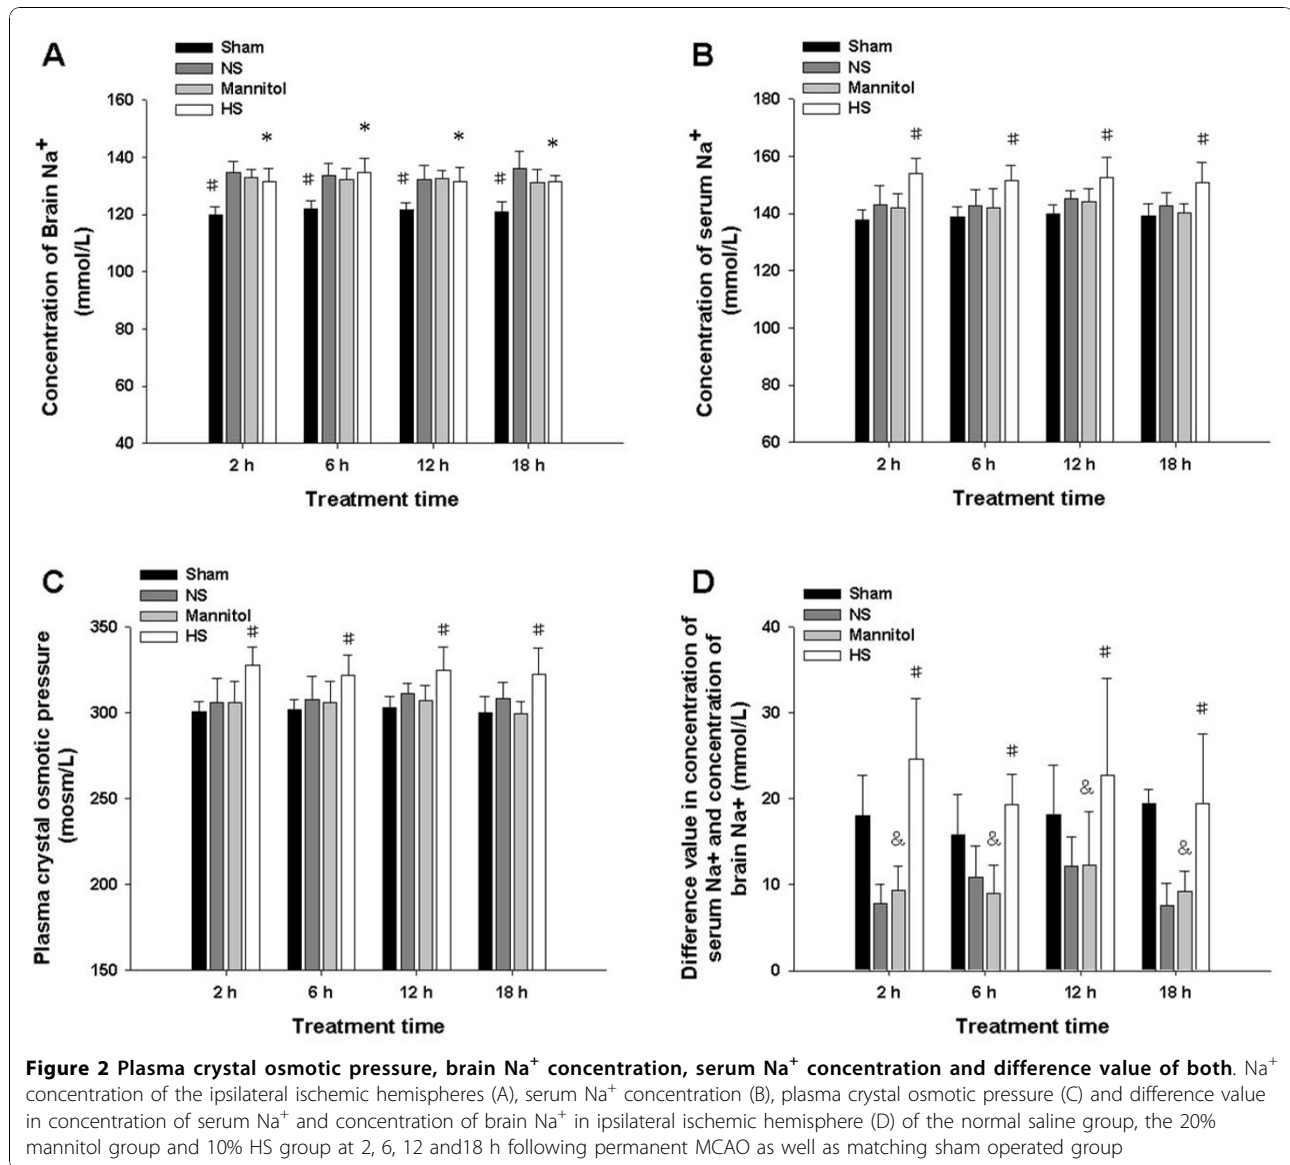 A
Sham
NS
Mannitol
HS
Concentration of Brain Na+
(mmol/L)
160
140
120
100
80
60
40
# * # * # * # *
2 h 6 h 12 h 18 h
Treatment time
B
Sham
NS
Mannitol
HS
Concentration of serum Na+
(mmol/L)
180
160
140
120
100
80
60
# # # #
2 h 6 h 12 h 18 h
Treatment time
C
Sham
NS
Mannitol
HS
Plasma crystal osmotic pressure
(mosm/L)
350
300
250
200
150
# # # #
2 h 6 h 12 h 18 h
Treatment time
D
Sham
NS
Mannitol
HS
Difference value in concentration of
serum Na+ and concentration of
brain Na+ (mmol/L)
40
30
20
10
0
& # & # & # & #
2 h 6 h 12 h 18 h
Treatment time
Figure 2 Plasma crystal osmotic pressure, brain Na+ concentration, serum Na+ concentration and difference value of both. Na+
concentration of the ipsilateral ischemic hemispheres (A), serum Na+ concentration (B), plasma crystal osmotic pressure (C) and difference value
in concentration of serum Na+ and concentration of brain Na+ in ipsilateral ischemic hemisphere (D) of the normal saline group, the 20%
mannitol group and 10% HS group at 2, 6, 12 and18 h following permanent MCAO as well as matching sham operated group